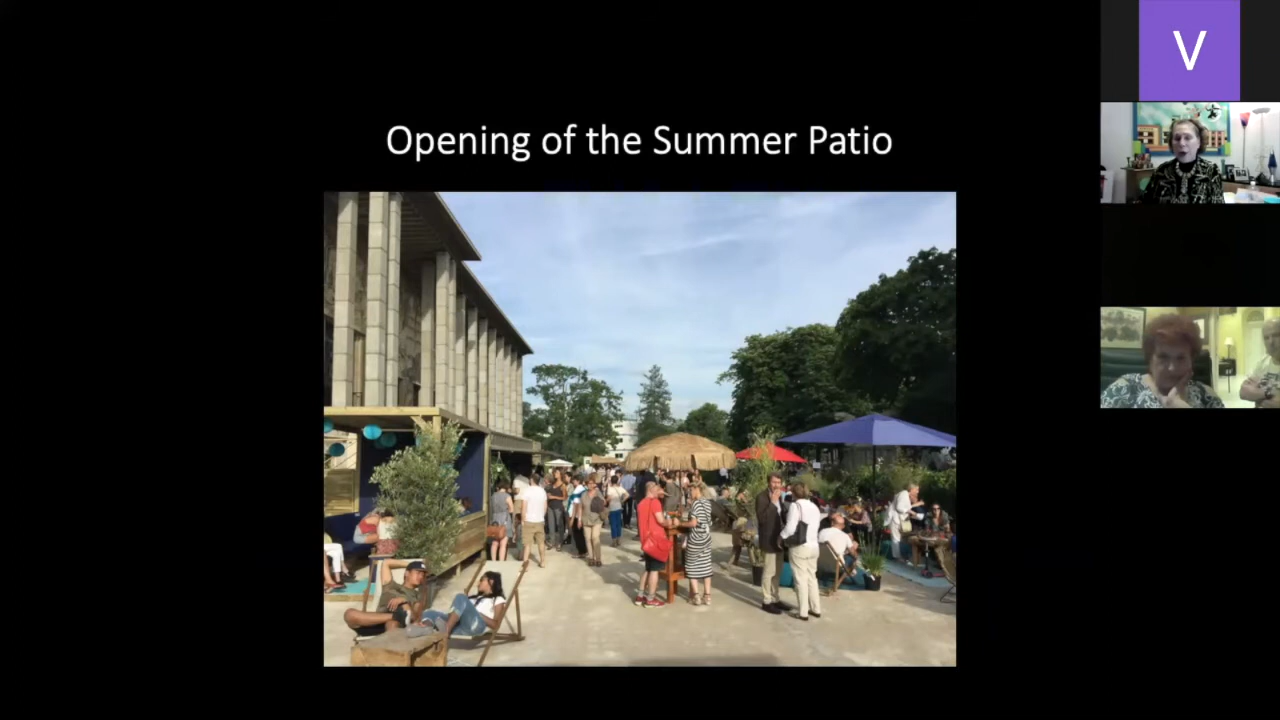 Opening of the Summer Patio
V